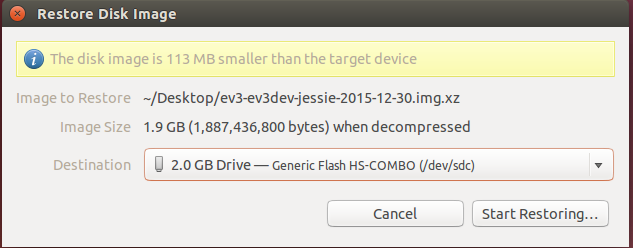 Restore Disk Image
The disk image is 113 MB smaller than the target device
Image to Restore ~/Desktop/ev3-ev3dev-jessie-2015-12-30.img.xz
Image Size 1.9 GB (1,887,436,800 bytes) when decompressed
Destination 2.0 GB Drive — Generic Flash HS-COMBO (/dev/sdc)
Cancel Start Restoring...